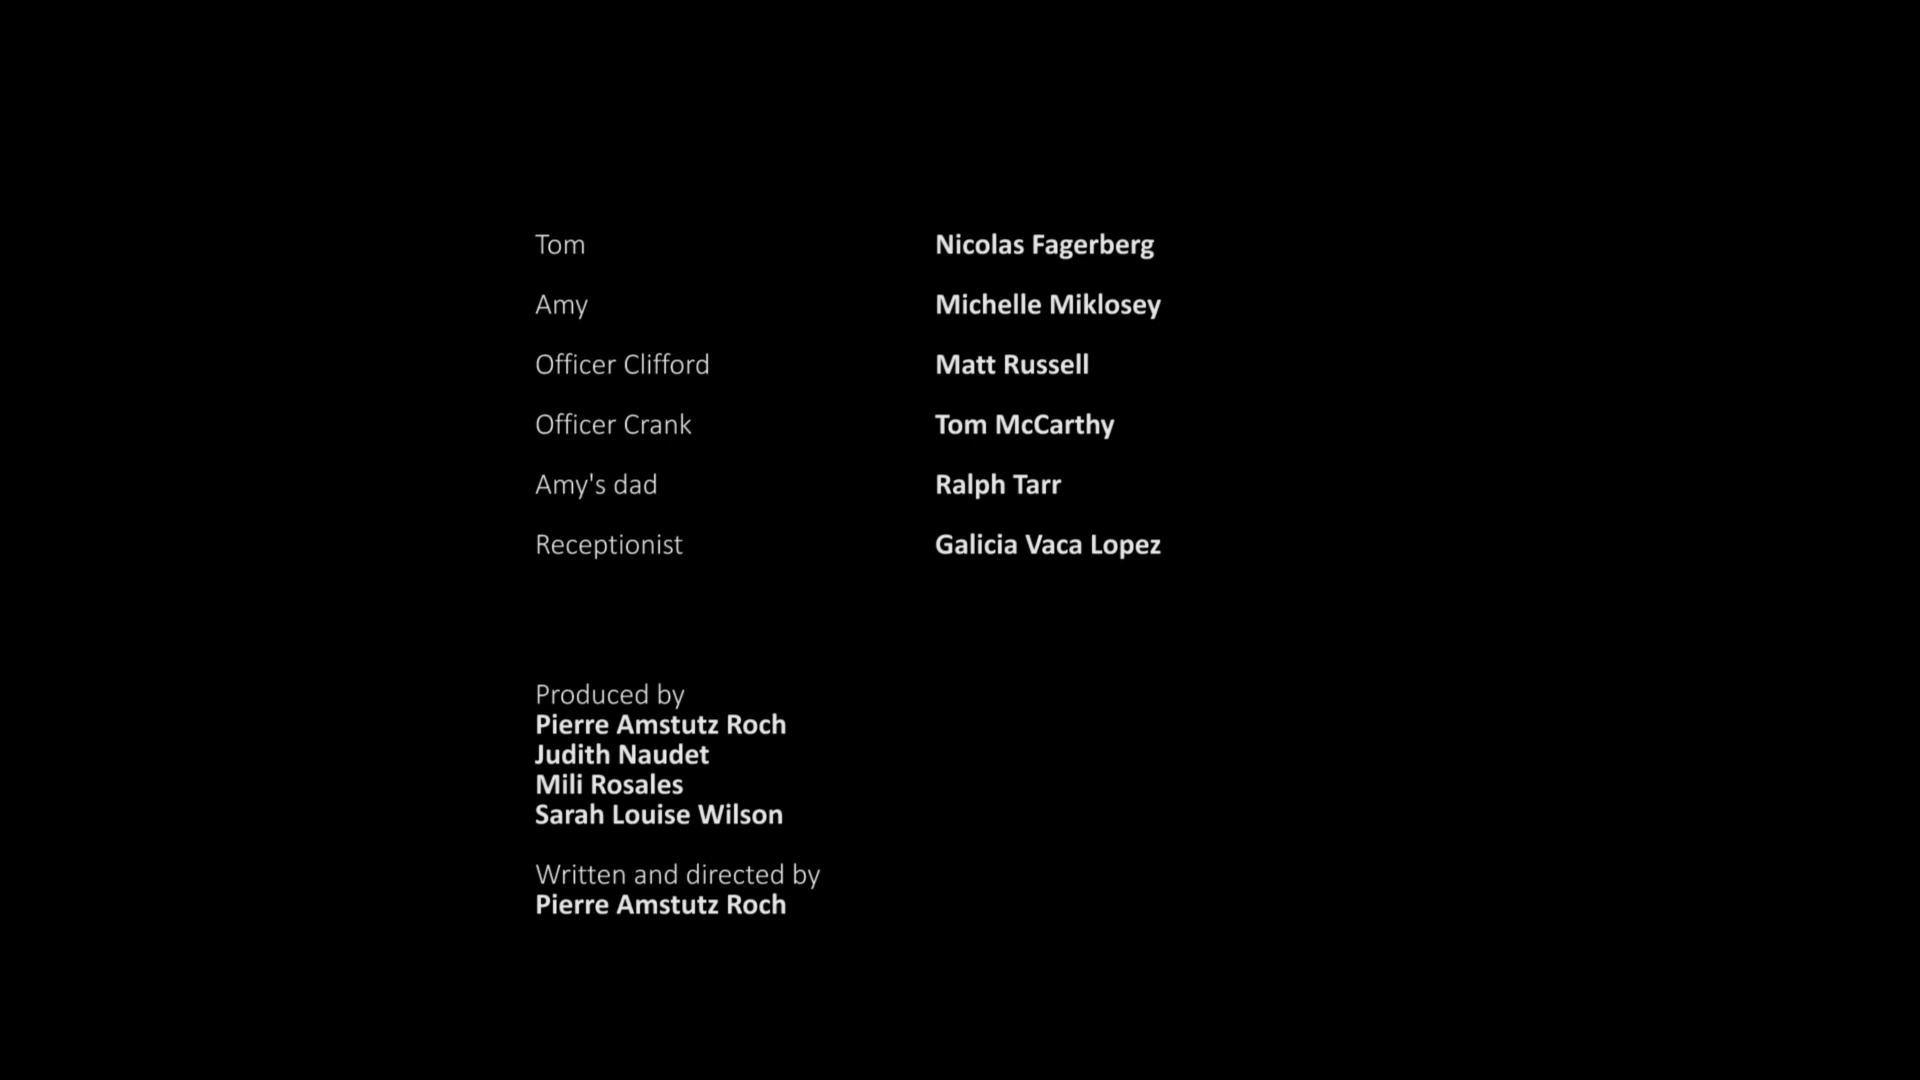 Tom Nicolas Fagerberg
Amy Michelle Miklosey
Officer Clifford Matt Russell
Officer Crank Tom McCarthy
Amy's dad Ralph Tarr
Receptionist Galicia Vaca Lopez
Produced by
Pierre Amstutz Roch
Judith Naudet
Mili Rosales
Sarah Louise Wilson
Written and directed by
Pierre Amstutz Roch